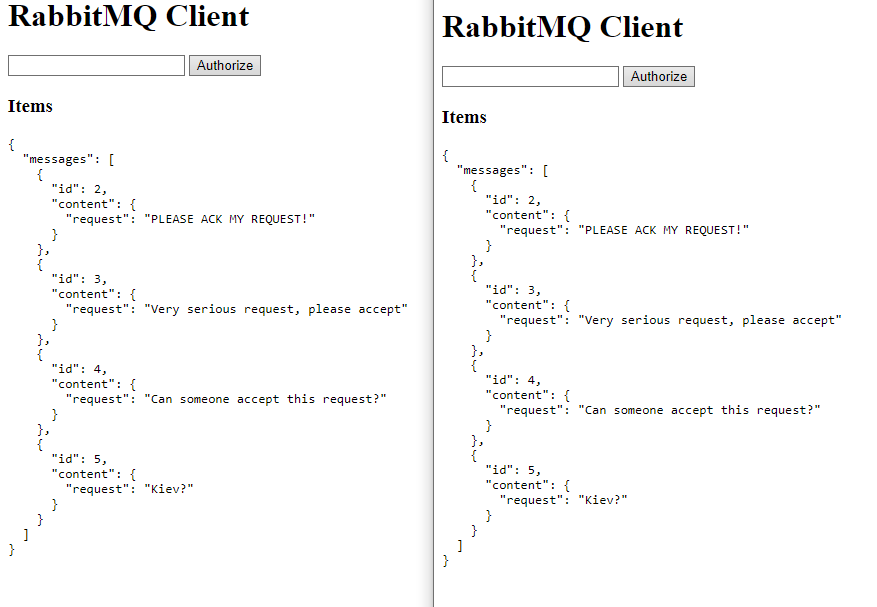 RabbitMQ Client
Authorize
Items
{
  "messages": [
    {
      "id": 2,
      "content": {
        "request": "PLEASE ACK MY REQUEST!"
      }
    },
    {
      "id": 3,
      "content": {
        "request": "Very serious request, please accept"
      }
    },
    {
      "id": 4,
      "content": {
        "request": "Can someone accept this request?"
      }
    },
    {
      "id": 5,
      "content": {
        "request": "Kiev?"
      }
    }
  ]
}
RabbitMQ Client
Authorize
Items
{
  "messages": [
    {
      "id": 2,
      "content": {
        "request": "PLEASE ACK MY REQUEST!"
      }
    },
    {
      "id": 3,
      "content": {
        "request": "Very serious request, please accept"
      }
    },
    {
      "id": 4,
      "content": {
        "request": "Can someone accept this request?"
      }
    },
    {
      "id": 5,
      "content": {
        "request": "Kiev?"
      }
    }
  ]
}